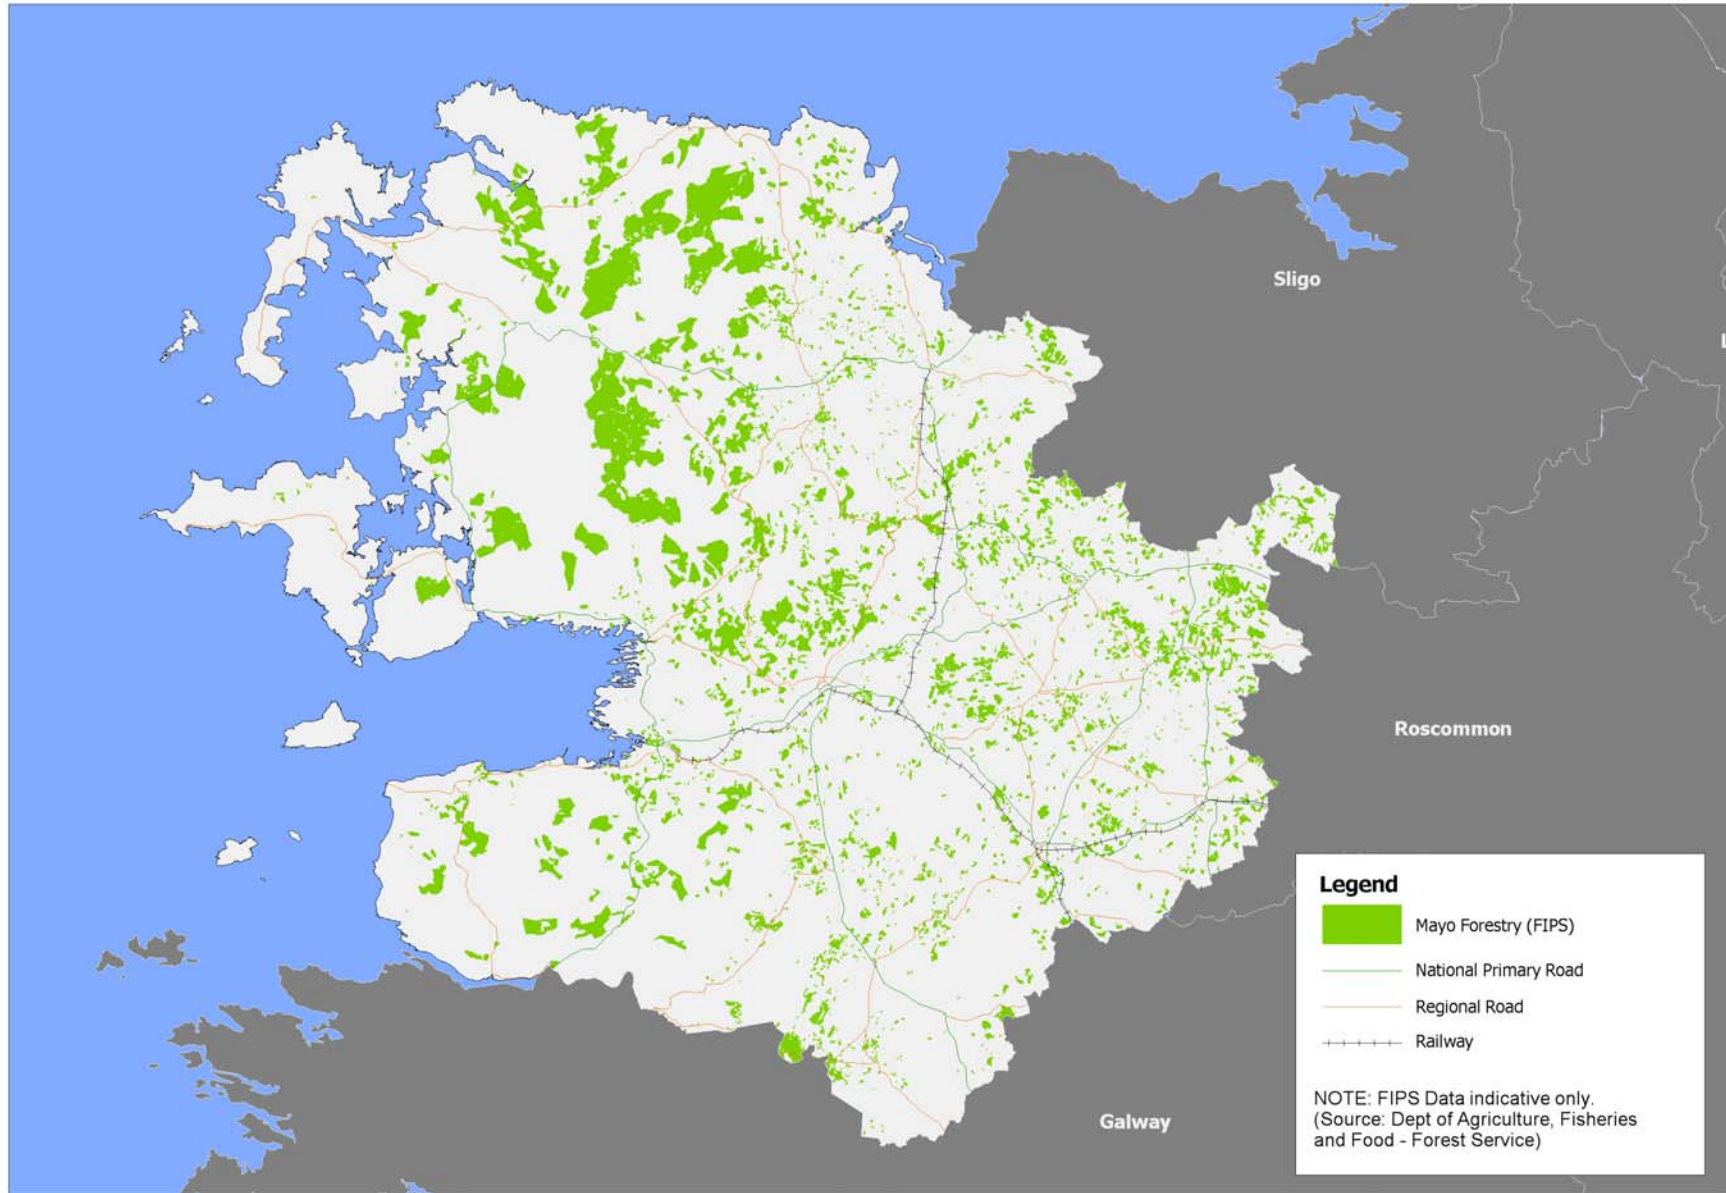 Sligo
Roscommon
Galway
L
Legend
Mayo Forestry (FIPS)
National Primary Road
Regional Road
Railway
NOTE: FIPS Data indicative only.
(Source: Dept of Agriculture, Fisheries
and Food - Forest Service)